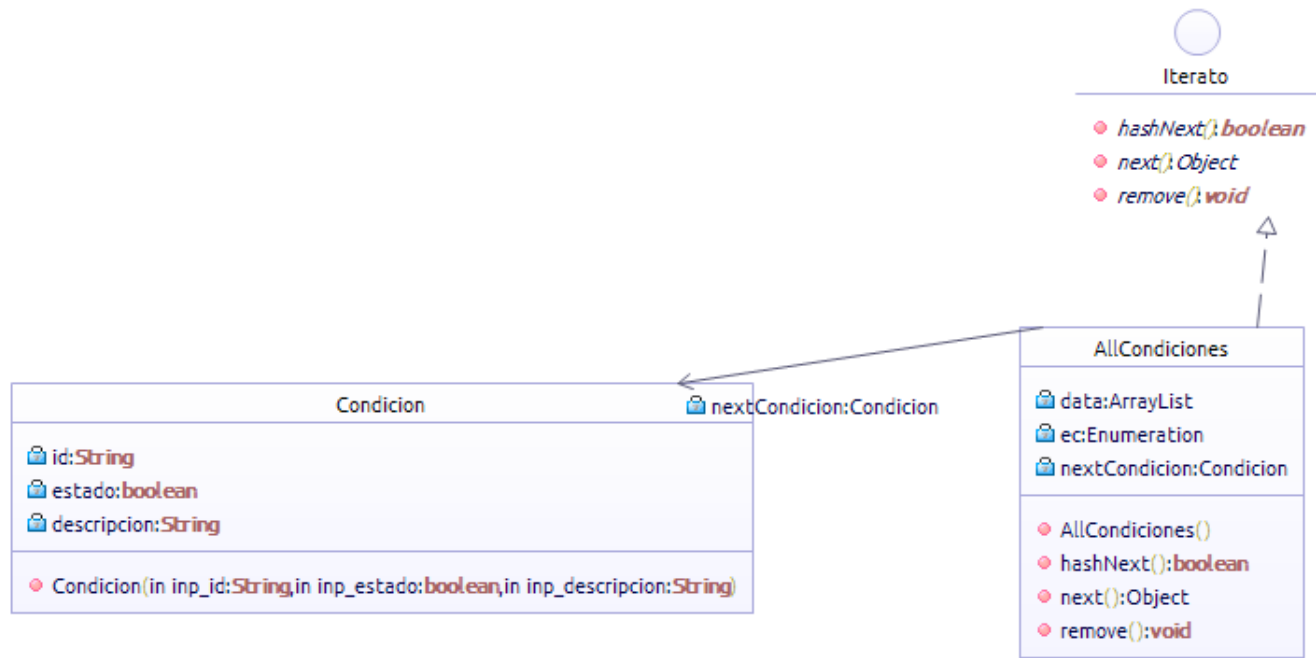 Iterato
hashNext():boolean
next():Object
remove():void
AllCondiciones
data:ArrayList
ec:Enumeration
nextCondicion:Condicion
AllCondiciones()
hashNext():boolean
next():Object
remove():void
nextCondicion:Condicion
Condicion
id:String
estado:boolean
descripcion:String
Condicion(in inp_id:String,in inp_estado:boolean,in inp_descripcion:String)